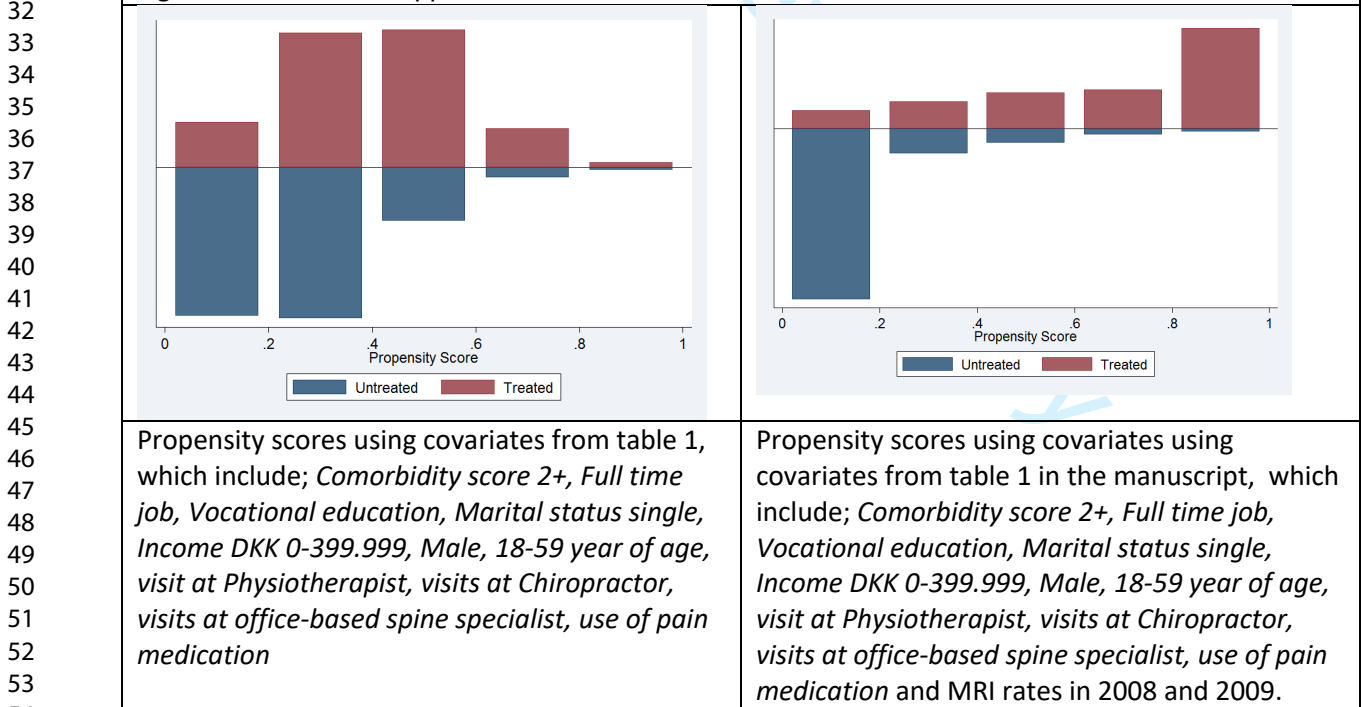 32
33
34
35
36
37
38
39
40
41
42
43
44
45
46
47
48
49
50
51
52
53
0 .2 .4 .6 .8 1
Propensity Score
Untreated Treated
0 .2 .4 .6 .8 1
Propensity Score
Untreated Treated
Propensity scores using covariates from table 1,
which include; Comorbidity score 2+, Full time
job, Vocational education, Marital status single,
Income DKK 0-399.999, Male, 18-59 year of age,
visit at Physiotherapist, visits at Chiropractor,
visits at office-based spine specialist, use of pain
medication
Propensity scores using covariates using
covariates from table 1 in the manuscript, which
include; Comorbidity score 2+, Full time job,
Vocational education, Marital status single,
Income DKK 0-399.999, Male, 18-59 year of age,
visit at Physiotherapist, visits at Chiropractor,
visits at office-based spine specialist, use of pain
medication and MRI rates in 2008 and 2009.